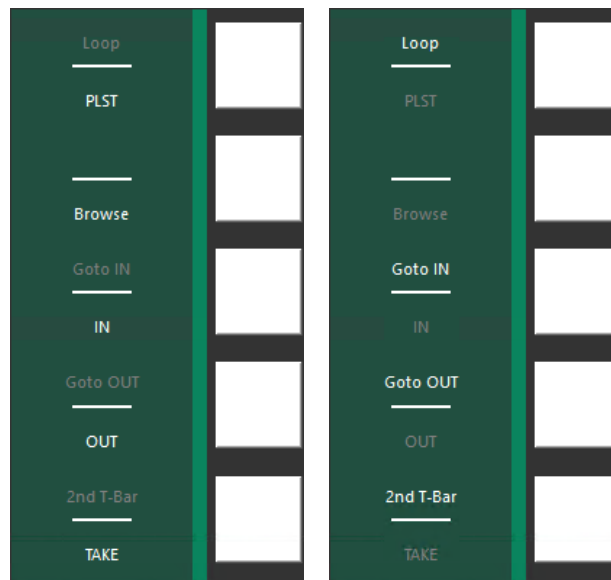 Loop
PLST
Browse
Goto IN
IN
Goto OUT
OUT
2nd T-Bar
TAKE
Loop
PLST
Browse
Goto IN
IN
Goto OUT
OUT
2nd T-Bar
TAKE